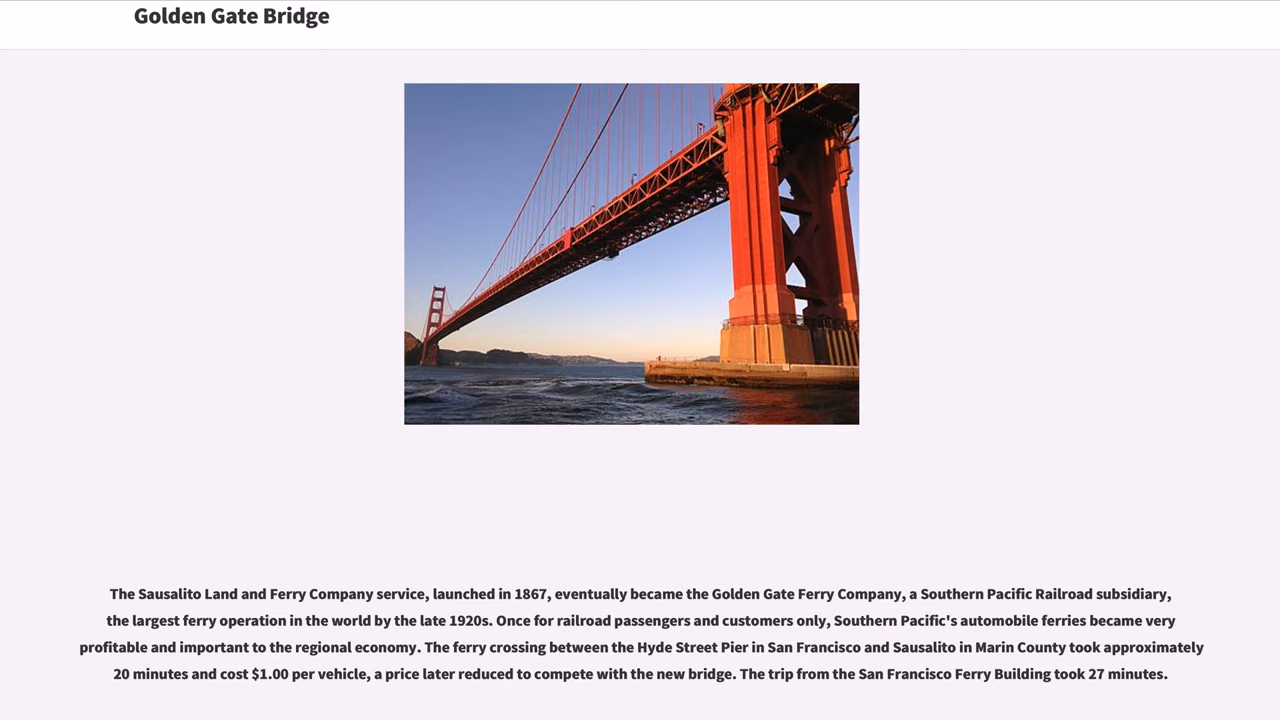 Golden Gate Bridge
The Sausalito Land and Ferry Company service, launched in 1867, eventually became the Golden Gate Ferry Company, a Southern Pacific Railroad subsidiary,
the largest ferry operation in the world by the late 1920s. Once for railroad passengers and customers only, Southern Pacific's automobile ferries became very
profitable and important to the regional economy. The ferry crossing between the Hyde Street Pier in San Francisco and Sausalito in Marin County took approximately
20 minutes and cost $1.00 per vehicle, a price later reduced to compete with the new bridge. The trip from the San Francisco Ferry Building took 27 minutes.